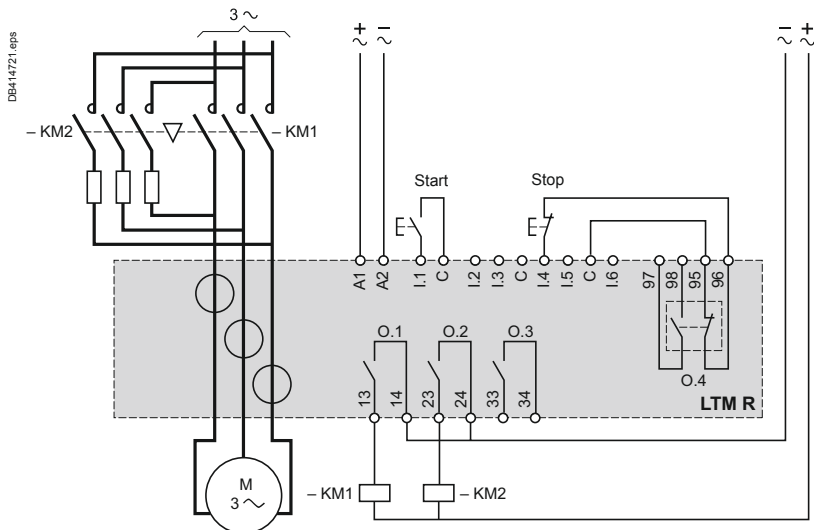 DB414721.eps
3 ~
+ ~ – ~ – ~ + ~
– KM2 – KM1
Start Stop
A1 A2 I.1 C I.2 I.3 C I.4 I.5 C I.6 97 98 95 96
O.1 O.2 O.3
O.4
13 14 23 24 33 34
LTM R
M
3 ~
– KM1 – KM2